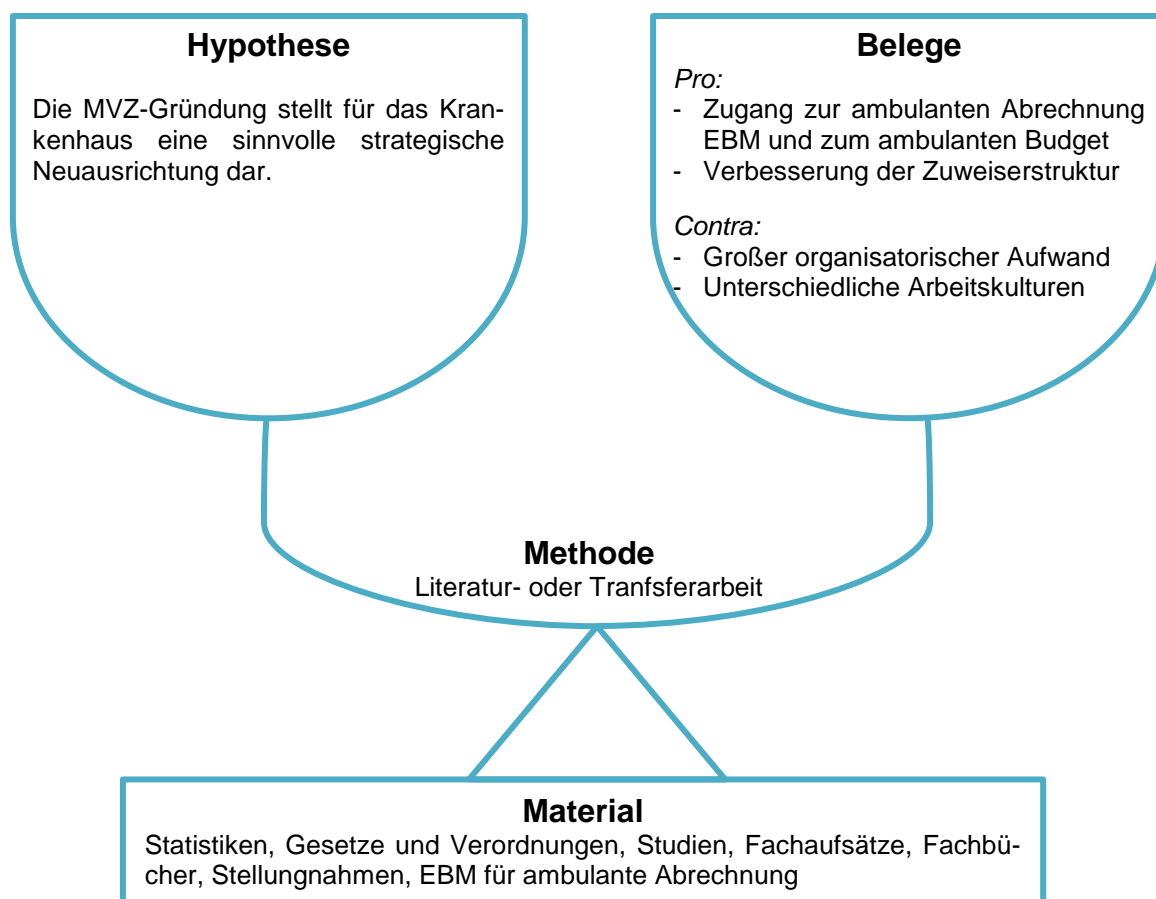 Hypothese
Die MVZ-Gründung stellt für das Kran-
kenhaus eine sinnvolle strategische
Neuausrichtung dar.
Belege
Pro:
- Zugang zur ambulanten Abrechnung
EBM und zum ambulanten Budget
- Verbesserung der Zuweiserstruktur
Contra:
- Großer organisatorischer Aufwand
- Unterschiedliche Arbeitskulturen
Methode
Literatur- oder Tranfsferarbeit
Material
Statistiken, Gesetze und Verordnungen, Studien, Fachaufsätze, Fachbü-
cher, Stellungnahmen, EBM für ambulante Abrechnung